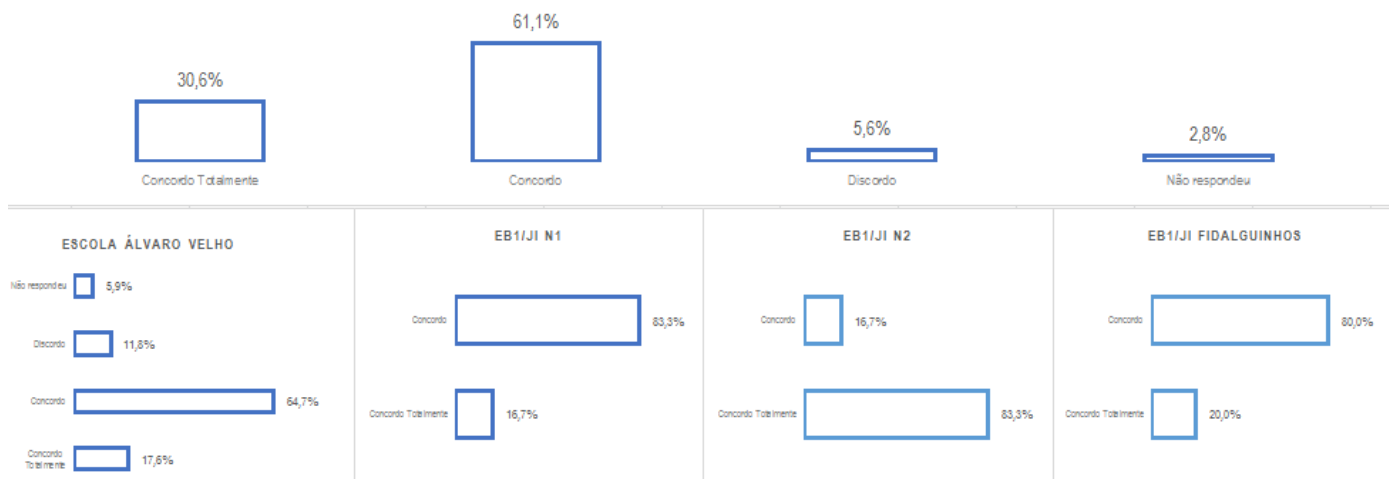 61,1%
30,6%
5,6%
2,8%
Concordo Totalmente
Concordo
Discordo
Não respondeu
ESCOLA ÁLVARO VELHO
Não respondeu
5,9%
Discordo
11,8%
Concordo
64,7%
Concordo
Totalmente
17,6%
EB1/JI N1
Concordo
83,3%
Concordo Totalmente
16,7%
EB1/JI N2
Concordo
16,7%
Concordo Totalmente
83,3%
EB1/JI FIDALGUINHOS
Concordo
80,0%
Concordo Totalmente
20,0%